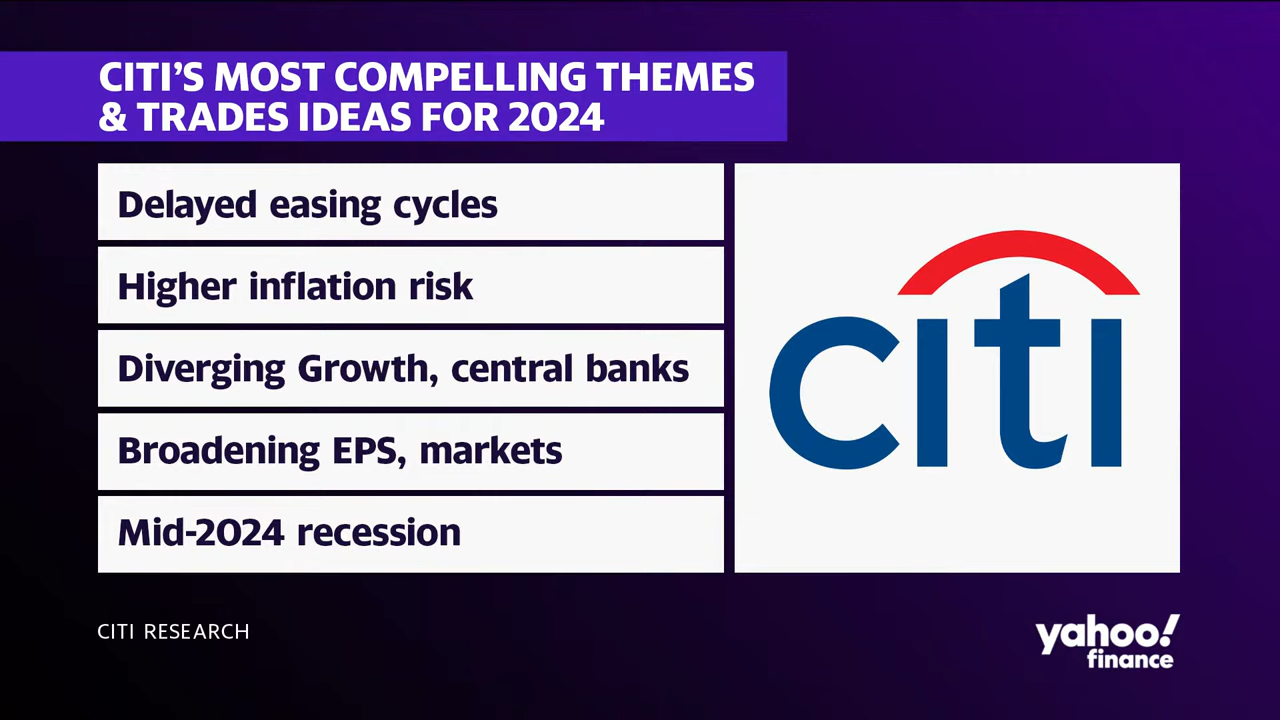 CITI'S MOST COMPELLING THEMES
& TRADES IDEAS FOR 2024
Delayed easing cycles
Higher inflation risk
Diverging Growth, central banks
Broadening EPS, markets
Mid-2024 recession
citi
CITI RESEARCH
yahoo!
finance